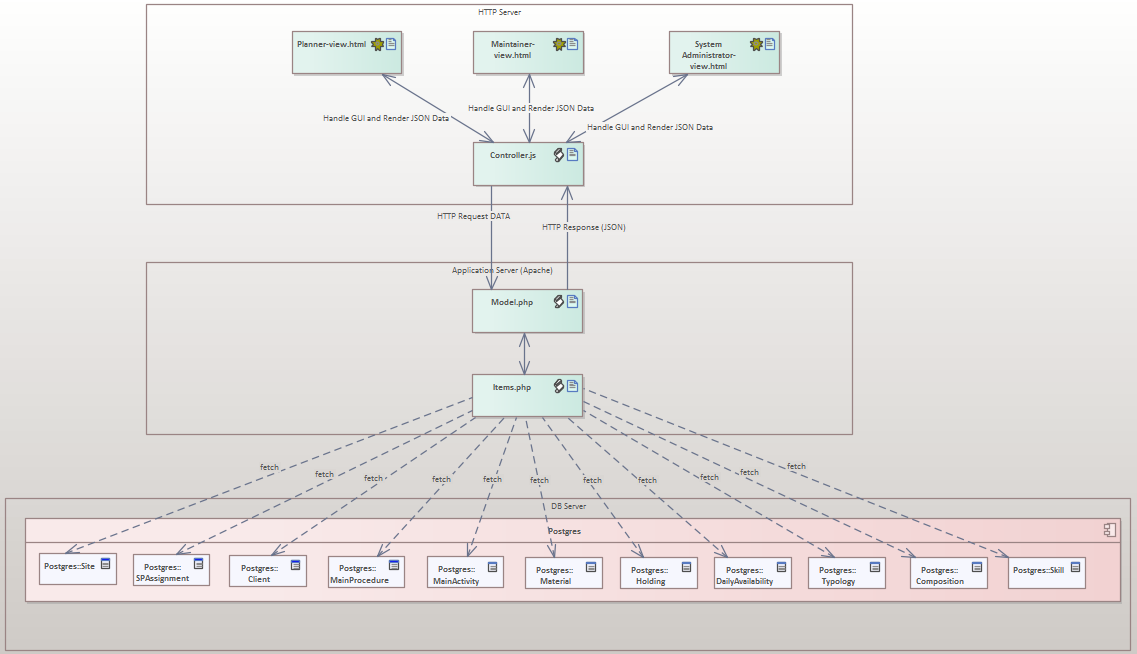 HTTP Server
Planner-view.html
Maintainer-
view.html
System
Administrator-
view.html
Handle GUI and Render JSON Data
Handle GUI and Render JSON Data
Handle GUI and Render JSON Data
Controller.js
HTTP Request DATA
HTTP Response (JSON)
Application Server (Apache)
Model.php
Items.php
fetch
fetch
fetch
fetch
fetch
fetch
fetch
fetch
fetch
fetch
fetch
DB Server
Postgres
Postgres::Site
Postgres::
SPAssignment
Postgres::
Client
Postgres::
MainProcedure
Postgres::
MainActivity
Postgres::
Material
Postgres::
Holding
Postgres::
DailyAvailability
Postgres::
Typology
Postgres::
Composition
Postgres::Skill